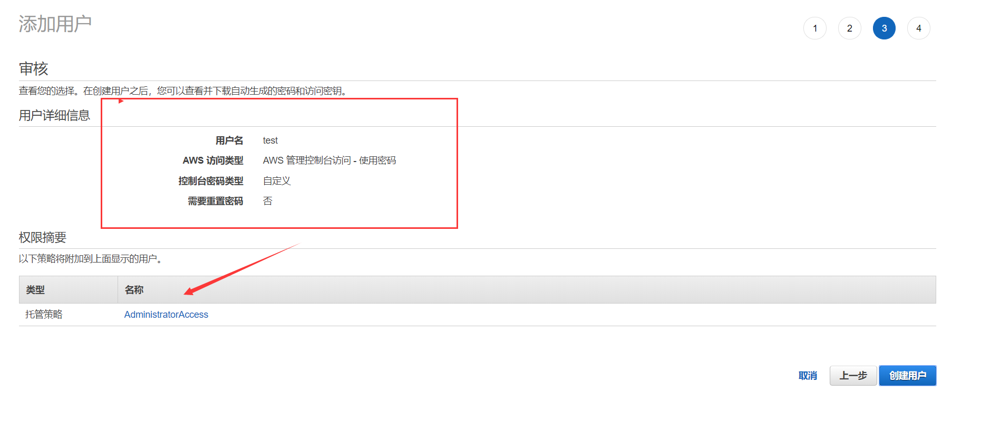 添加用户
1 2 3 4
审核
查看您的选择。在创建用户之后，您可以查看并下载自动生成的密码和访问密钥。
用户详细信息
用户名 test
AWS 访问类型 AWS 管理控制台访问 - 使用密码
控制台密码类型 自定义
需要重置密码 否
权限摘要
以下策略将附加到上面显示的用户。
类型 名称
托管策略 AdministratorAccess
取消 上一步 创建用户